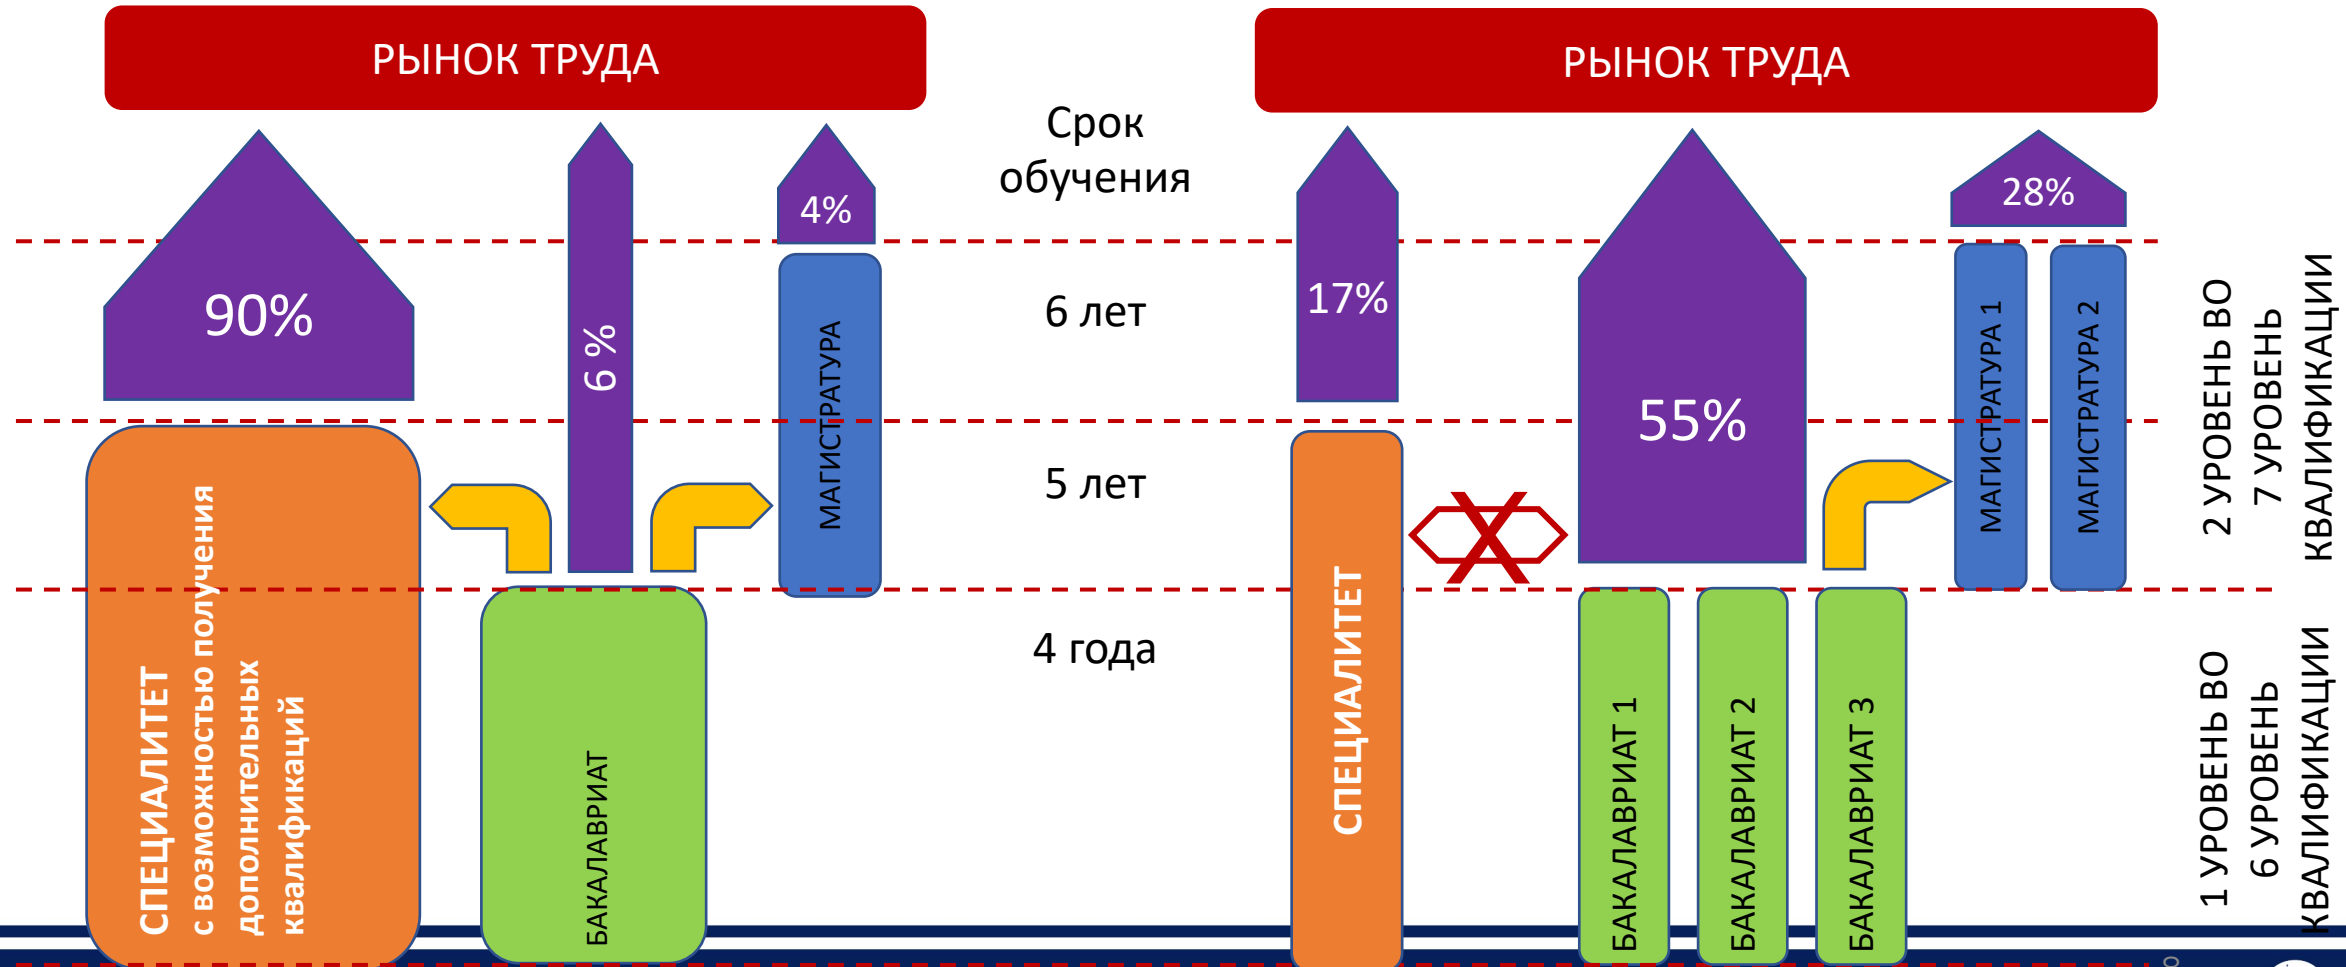 РЫНОК ТРУДА
РЫНОК ТРУДА
Срок
обучения
90%
6 %
4%
17%
55%
28%
6 лет
5 лет
4 года
СПЕЦИАЛИТЕТ
с возможностью получения
дополнительных
квалификаций
БАКАЛАВРИАТ
МАГИСТРАТУРА
СПЕЦИАЛИТЕТ
БАКАЛАВРИАТ 1
БАКАЛАВРИАТ 2
БАКАЛАВРИАТ 3
МАГИСТРАТУРА 1
МАГИСТРАТУРА 2
2 УРОВЕНЬ ВО
7 УРОВЕНЬ
КВАЛИФИКАЦИИ
1 УРОВЕНЬ ВО
6 УРОВЕНЬ
КВАЛИФИКАЦИИ